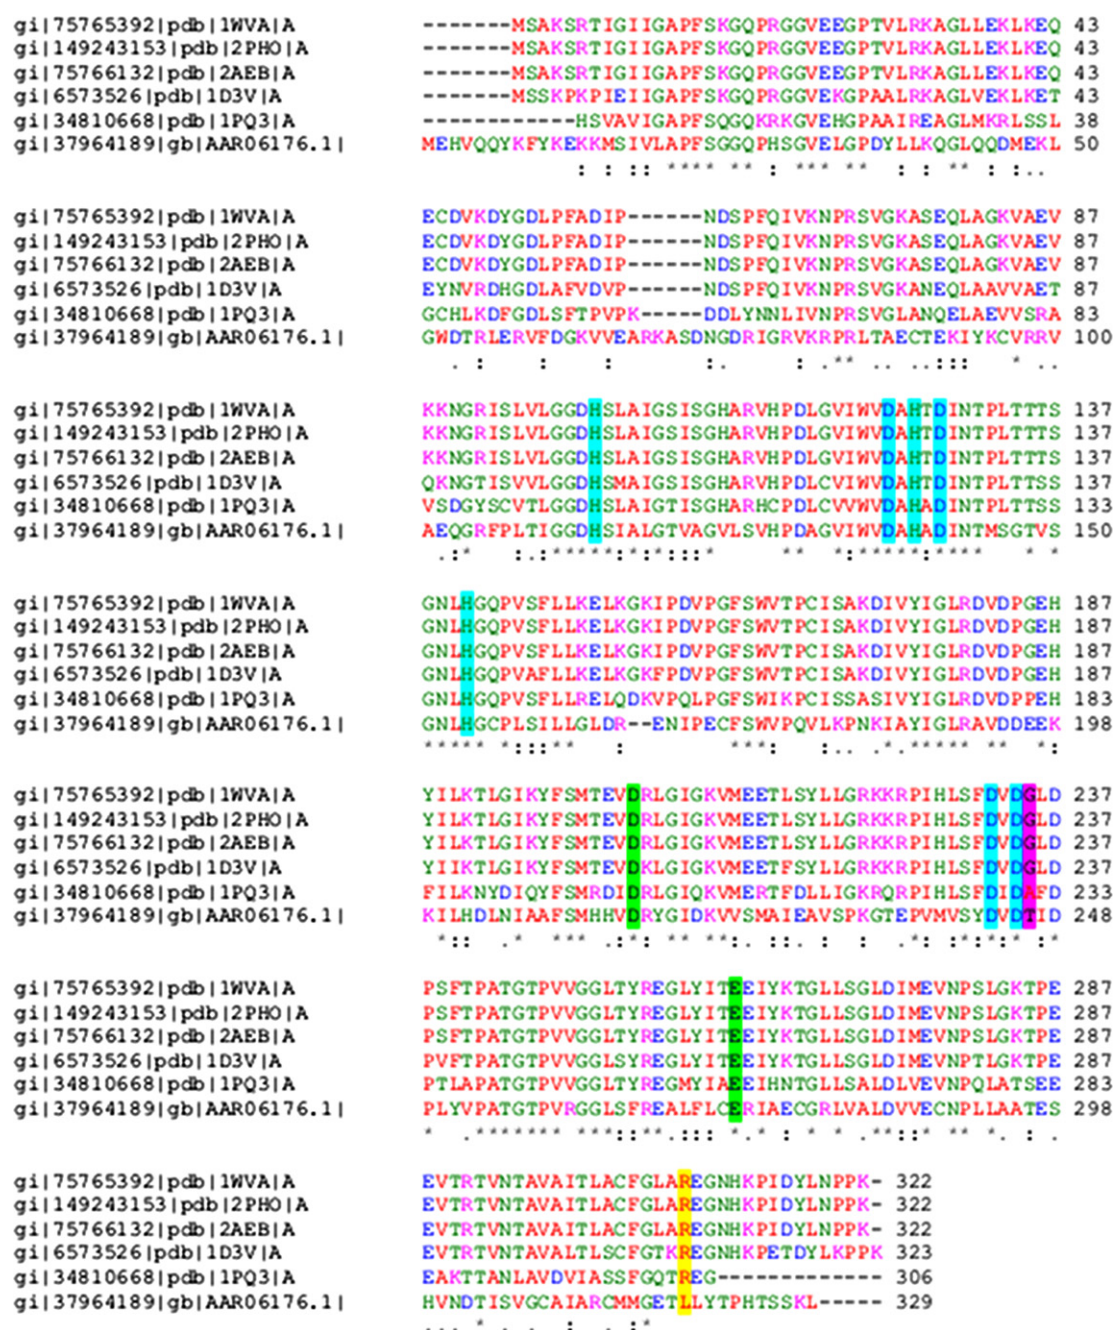 gi|75765392|pdb|1WVA|A -------MSAKSRTIGIIGAPFSKGQPRGGVEEGPTVLRKAGLLEKLKEQ 43
gi|149243153|pdb|2PHO|A -------MSAKSRTIGIIGAPFSKGQPRGGVEEGPTVLRKAGLLEKLKEQ 43
gi|75766132|pdb|2AEB|A -------MSAKSRTIGIIGAPFSKGQPRGGVEEGPTVLRKAGLLEKLKEQ 43
gi|6573526|pdb|1D3V|A -------MSSKPKPIEIIGAPFSKGQPRGGVEKGPAALRKAGLVEKLKET 43
gi|34810668|pdb|1PQ3|A ------------HSVAVIGAPFSQGQKRKGVEHGPAAIREAGLMKRLSSL 38
gi|37964189|gb|AAR06176.1| MEHVQQYKFYKEKKMSIVLAPFSGGQPHSGVELGPDYLLKQGLQQDMEKL 50
: : :: **** ** : *** ** : : ** : :..
gi|75765392|pdb|1WVA|A ECDVKDYGDLPFADIP------NDSPFQIVKNPRSVGKASEQLAGKVAEV 87
gi|149243153|pdb|2PHO|A ECDVKDYGDLPFADIP------NDSPFQIVKNPRSVGKASEQLAGKVAEV 87
gi|75766132|pdb|2AEB|A ECDVKDYGDLPFADIP------NDSPFQIVKNPRSVGKASEQLAGKVAEV 87
gi|6573526|pdb|1D3V|A EYNVRDHGDLAFVDVP------NDSPFQIVKNPRSVGKANEQLAAVVAET 87
gi|34810668|pdb|1PQ3|A GCHLKDFGDLSFTPVPK-----DDLYNNLIVNPRSVGLANQELAEVVSRA 83
gi|37964189|gb|AAR06176.1| GWDTRLERVFDGKVVEARKASDNGDRIGRVKRPRLTAECTEKIYKCVRRV 100
. : : : :. : .** .. ..::: * ..
gi|75765392|pdb|1WVA|A KKNGRISLVLGGDHSLAIGSISGHARVHPDLGVIWVDAHTDINTPLTTTS 137
gi|149243153|pdb|2PHO|A KKNGRISLVLGGDHSLAIGSISGHARVHPDLGVIWVDAHTDINTPLTTTS 137
gi|75766132|pdb|2AEB|A KKNGRISLVLGGDHSLAIGSISGHARVHPDLGVIWVDAHTDINTPLTTTS 137
gi|6573526|pdb|1D3V|A QKNGTISVVLGGDHSMAIGSISGHARVHPDLCVIWVDAHTDINTPLTTSS 137
gi|34810668|pdb|1PQ3|A VSDGYSCVTLGGDHSLAIGTISGHARHCPDLCVVWVDAHADINTPLTTSS 133
gi|37964189|gb|AAR06176.1| AEQGRFPLTIGGDHSIALGTVAGVLSVHPDAGVIWVDAHADINTMSGTVS 150
.:* :.:*****:*:*:::* ** *:*****:**** * *
gi|75765392|pdb|1WVA|A GNLHGQPVSFLLKELKGKIPDVPGFSWVTPCISAKDIVYIGLRDVDPGEH 187
gi|149243153|pdb|2PHO|A GNLHGQPVSFLLKELKGKIPDVPGFSWVTPCISAKDIVYIGLRDVDPGEH 187
gi|75766132|pdb|2AEB|A GNLHGQPVSFLLKELKGKIPDVPGFSWVTPCISAKDIVYIGLRDVDPGEH 187
gi|6573526|pdb|1D3V|A GNLHGQPVAFLLKELKGKFPDVPGFSWVTPCISAKDIVYIGLRDVDPGEH 187
gi|34810668|pdb|1PQ3|A GNLHGQPVSFLLRELQDKVPQLPGFSWIKPCISSASIVYIGLRDVDPPEH 183
gi|37964189|gb|AAR06176.1| GNLHGCPLSILLGLDR--ENIPECFSWVPQVLKPNKIAYIGLRAVDDEEK 198
***** *:::** : ***: :.. .*.***** ** *:
gi|75765392|pdb|1WVA|A YILKTLGIKYFSMTEVDRLGIGKVMEETLSYLLGRKKRPIHLSFDVDGLD 237
gi|149243153|pdb|2PHO|A YILKTLGIKYFSMTEVDRLGIGKVMEETLSYLLGRKKRPIHLSFDVDGLD 237
gi|75766132|pdb|2AEB|A YILKTLGIKYFSMTEVDRLGIGKVMEETLSYLLGRKKRPIHLSFDVDGLD 237
gi|6573526|pdb|1D3V|A YIIKTLGIKYFSMTEVDKLGIGKVMEETFSYLLGRKKRPIHLSFDVDGLD 237
gi|34810668|pdb|1PQ3|A FILKNYDIQYFSMRDIDRLGIQKVMERTFDLLIGKRQRPIHLSFDIDAFD 233
gi|37964189|gb|AAR06176.1| KILHDLNIAAFSMHHVDRYGIDKVVSMAIEAVSPKGTEPVMVSYDVDTID 248
*:: .* *** .:*: ** **:. ::. : : .*: :*:*:* :*
gi|75765392|pdb|1WVA|A PSFTPATGTPVVGGLTYREGLYITEEIYKTGLLSGLDIMEVNPSLGKTPE 287
gi|149243153|pdb|2PHO|A PSFTPATGTPVVGGLTYREGLYITEEIYKTGLLSGLDIMEVNPSLGKTPE 287
gi|75766132|pdb|2AEB|A PSFTPATGTPVVGGLTYREGLYITEEIYKTGLLSGLDIMEVNPSLGKTPE 287
gi|6573526|pdb|1D3V|A PVFTPATGTPVVGGLSYREGLYITEEIYKTGLLSGLDIMEVNPTLGKTPE 287
gi|34810668|pdb|1PQ3|A PTLAPATGTPVVGGLTYREGMYIAEEIHNTGLLSALDLVEVNPQLATSEE 283
gi|37964189|gb|AAR06176.1| PLYVPATGTPVRGGLSFREALFLCERIAECGRLVALDVVECNPLLAATES 298
* .******* ***::**.::: *.* : * * .**::* ** *. : .
gi|75765392|pdb|1WVA|A EVTRTVNTAVAITLACFGLAREGNHKPIDYLNPPK- 322
gi|149243153|pdb|2PHO|A EVTRTVNTAVAITLACFGLAREGNHKPIDYLNPPK- 322
gi|75766132|pdb|2AEB|A EVTRTVNTAVAITLACFGLAREGNHKPIDYLNPPK- 322
gi|6573526|pdb|1D3V|A EVTRTVNTAVALTLSCFGTKREGNHKPETDYLKPPK 323
gi|34810668|pdb|1PQ3|A EAKTTANLAVDVIASSFGQTREG------------- 306
gi|37964189|gb|AAR06176.1| HVNDTISVGCAIARCMMGETLLYTPHTSSKL----- 329
... * . . : . :*